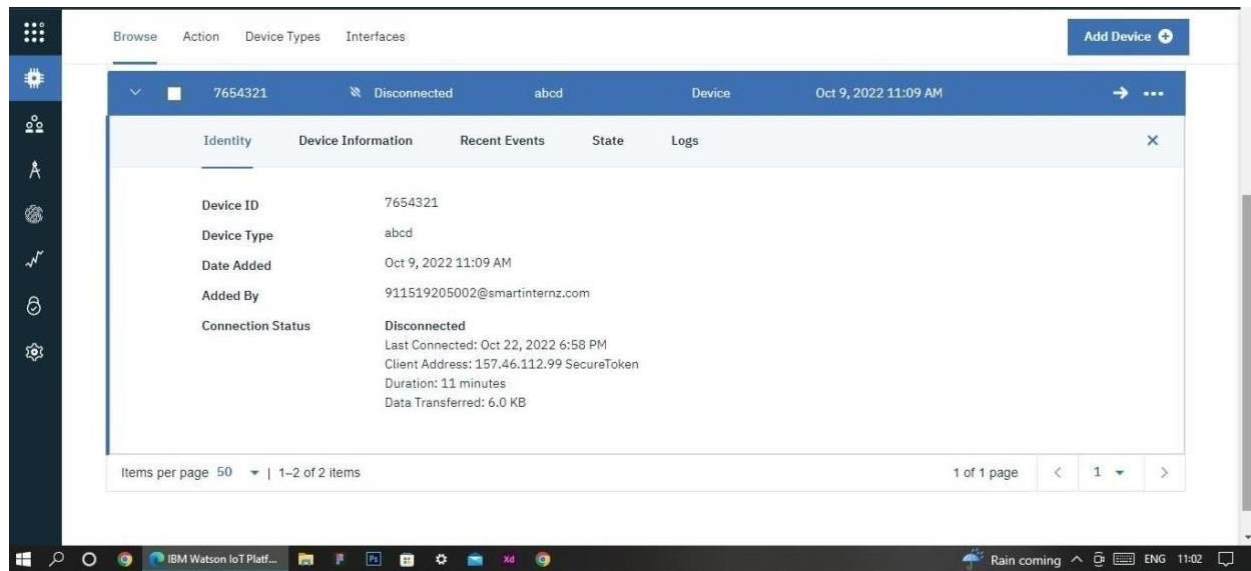 Browse Action Device Types Interfaces Add Device
7654321 Disconnected abcd Device Oct 9, 2022 11:09 AM
Identity Device Information Recent Events State Logs
Device ID 7654321
Device Type abcd
Date Added Oct 9, 2022 11:09 AM
Added By 911519205002@smartinternz.com
Connection Status Disconnected
Last Connected: Oct 22, 2022 6:58 PM
Client Address: 157.46.112.99 SecureToken
Duration: 11 minutes
Data Transferred: 6.0 KB
Items per page 50 | 1–2 of 2 items 1 of 1 page < 1 >
IBM Watson IoT Platf... Ps Xd Rain coming ENG 11:02